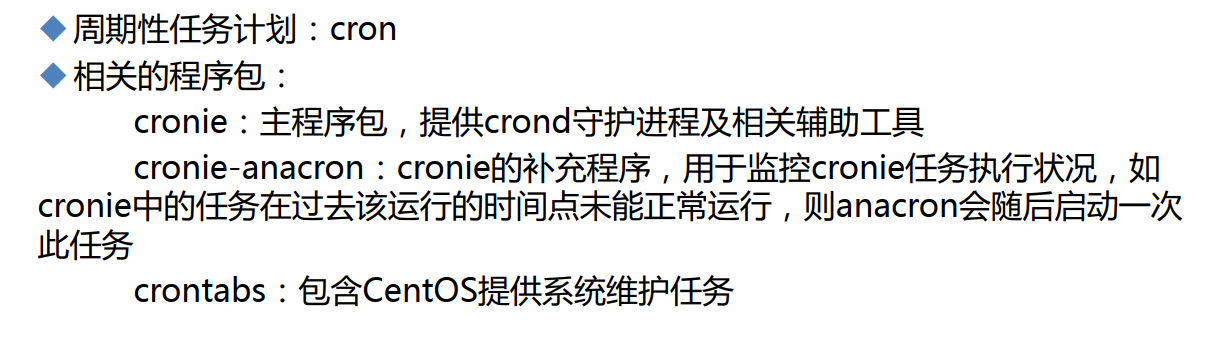 ◆ 周期性任务计划：cron
◆ 相关的程序包：
cronie：主程序包，提供crond守护进程及相关辅助工具
cronie-anacron：cronie的补充程序，用于监控cronie任务执行状况，如
cronie中的任务在过去该运行的时间点未能正常运行，则anacron会随后启动一次
此任务
crontabs：包含CentOS提供系统维护任务